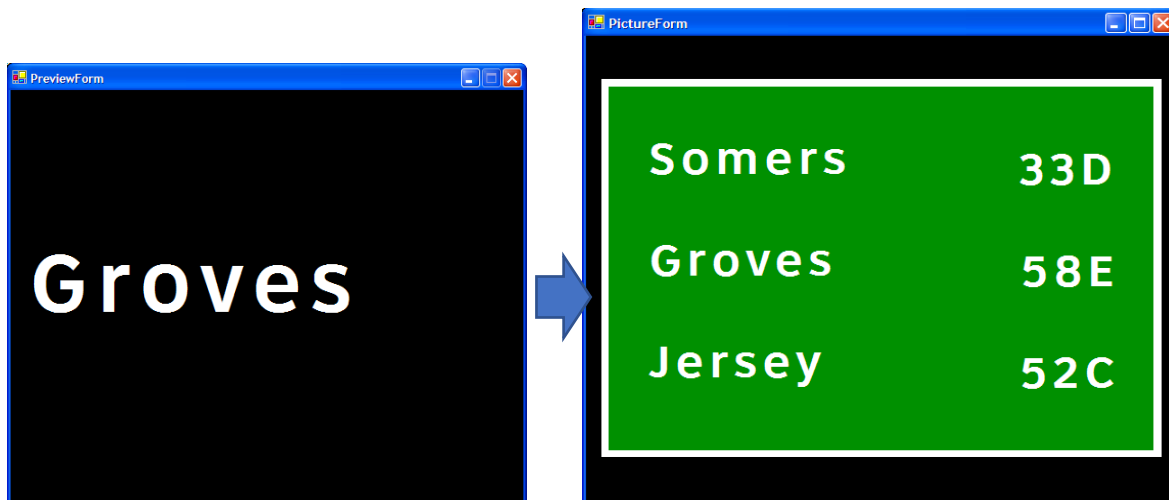 PreviewForm
Groves
PictureForm
Somers 33D
Groves 58E
Jersey 52C